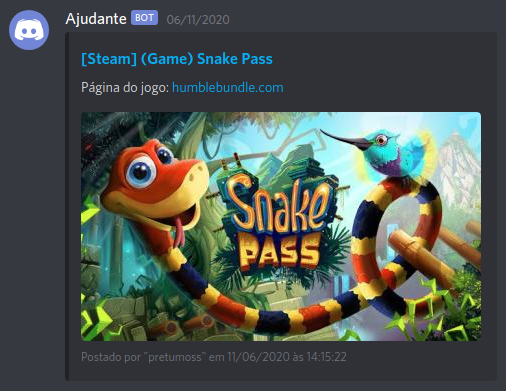 Ajudante BOT 06/11/2020
[Steam] (Game) Snake Pass
Página do jogo: humblebundle.com
Snake
PASS
Postado por "pretumoss" em 11/06/2020 às 14:15:22